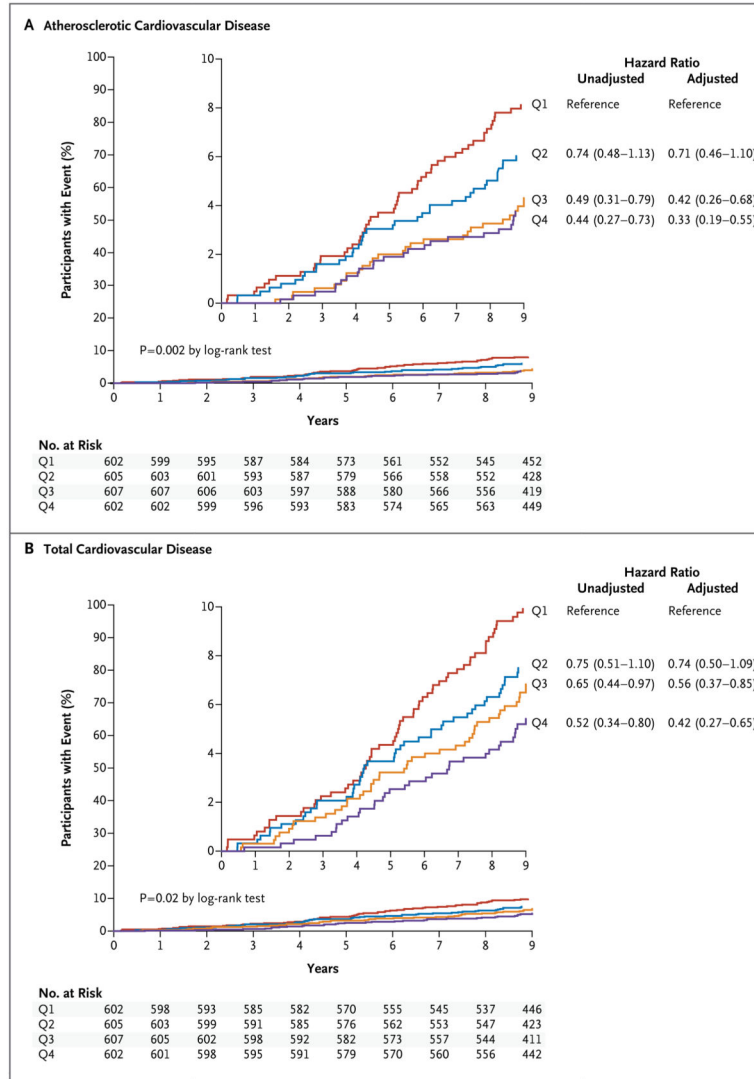 A Atherosclerotic Cardiovascular Disease
Hazard Ratio
Unadjusted Adjusted
Q1 Reference Reference
Q2 0.74 (0.48–1.13) 0.71 (0.46–1.10)
Q3 0.49 (0.31–0.79) 0.42 (0.26–0.68)
Q4 0.44 (0.27–0.73) 0.33 (0.19–0.55)
Participants with Event (%)
100
90
80
70
60
50
40
30
20
10
0
10
8
6
4
2
0
0 1 2 3 4 5 6 7 8 9
P=0.002 by log-rank test
0 1 2 3 4 5 6 7 8 9
Years
No. at Risk
Q1 602 599 595 587 584 573 561 552 545 452
Q2 605 603 601 593 587 579 566 558 552 428
Q3 607 607 606 603 597 588 580 566 556 419
Q4 602 602 599 596 593 583 574 565 563 449
B Total Cardiovascular Disease
Hazard Ratio
Unadjusted Adjusted
Q1 Reference Reference
Q2 0.75 (0.51–1.10) 0.74 (0.50–1.09)
Q3 0.65 (0.44–0.97) 0.56 (0.37–0.85)
Q4 0.52 (0.34–0.80) 0.42 (0.27–0.65)
Participants with Event (%)
100
90
80
70
60
50
40
30
20
10
0
10
8
6
4
2
0
0 1 2 3 4 5 6 7 8 9
P=0.02 by log-rank test
0 1 2 3 4 5 6 7 8 9
Years
No. at Risk
Q1 602 598 593 585 582 570 555 545 537 446
Q2 605 603 599 591 585 576 562 553 547 423
Q3 607 605 602 598 592 582 573 557 544 411
Q4 602 601 598 595 591 579 570 560 556 442